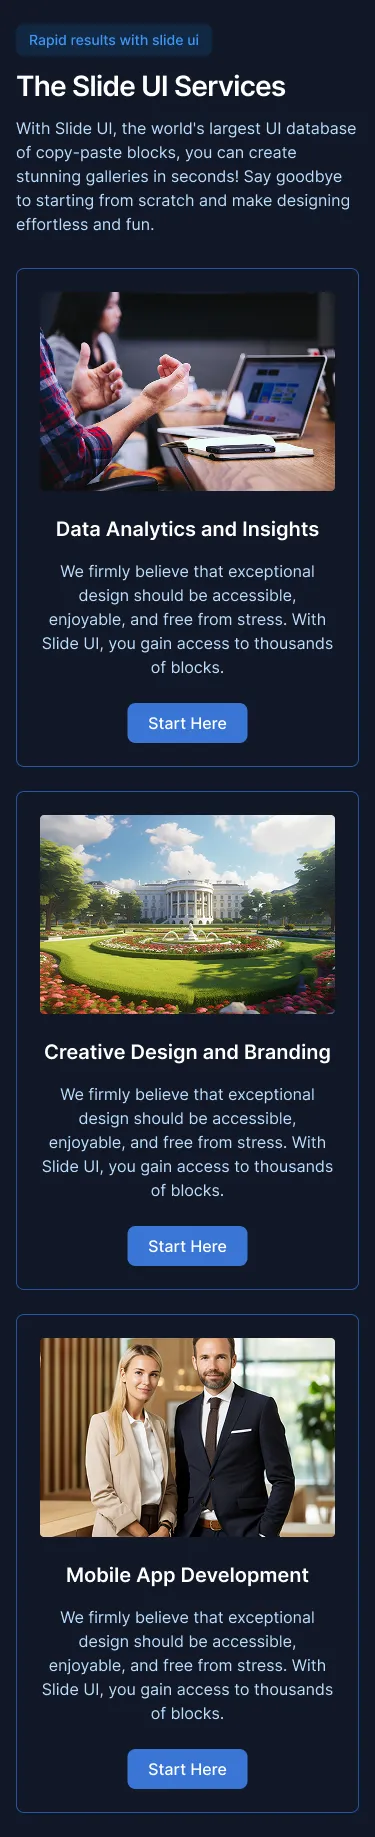 Rapid results with slide ui
The Slide UI Services
With Slide UI, the world's largest UI database
of copy-paste blocks, you can create
stunning galleries in seconds! Say goodbye
to starting from scratch and make designing
effortless and fun.
Data Analytics and Insights
We firmly believe that exceptional
design should be accessible,
enjoyable, and free from stress. With
Slide UI, you gain access to thousands
of blocks.
Start Here
Creative Design and Branding
We firmly believe that exceptional
design should be accessible,
enjoyable, and free from stress. With
Slide UI, you gain access to thousands
of blocks.
Start Here
Mobile App Development
We firmly believe that exceptional
design should be accessible,
enjoyable, and free from stress. With
Slide UI, you gain access to thousands
of blocks.
Start Here